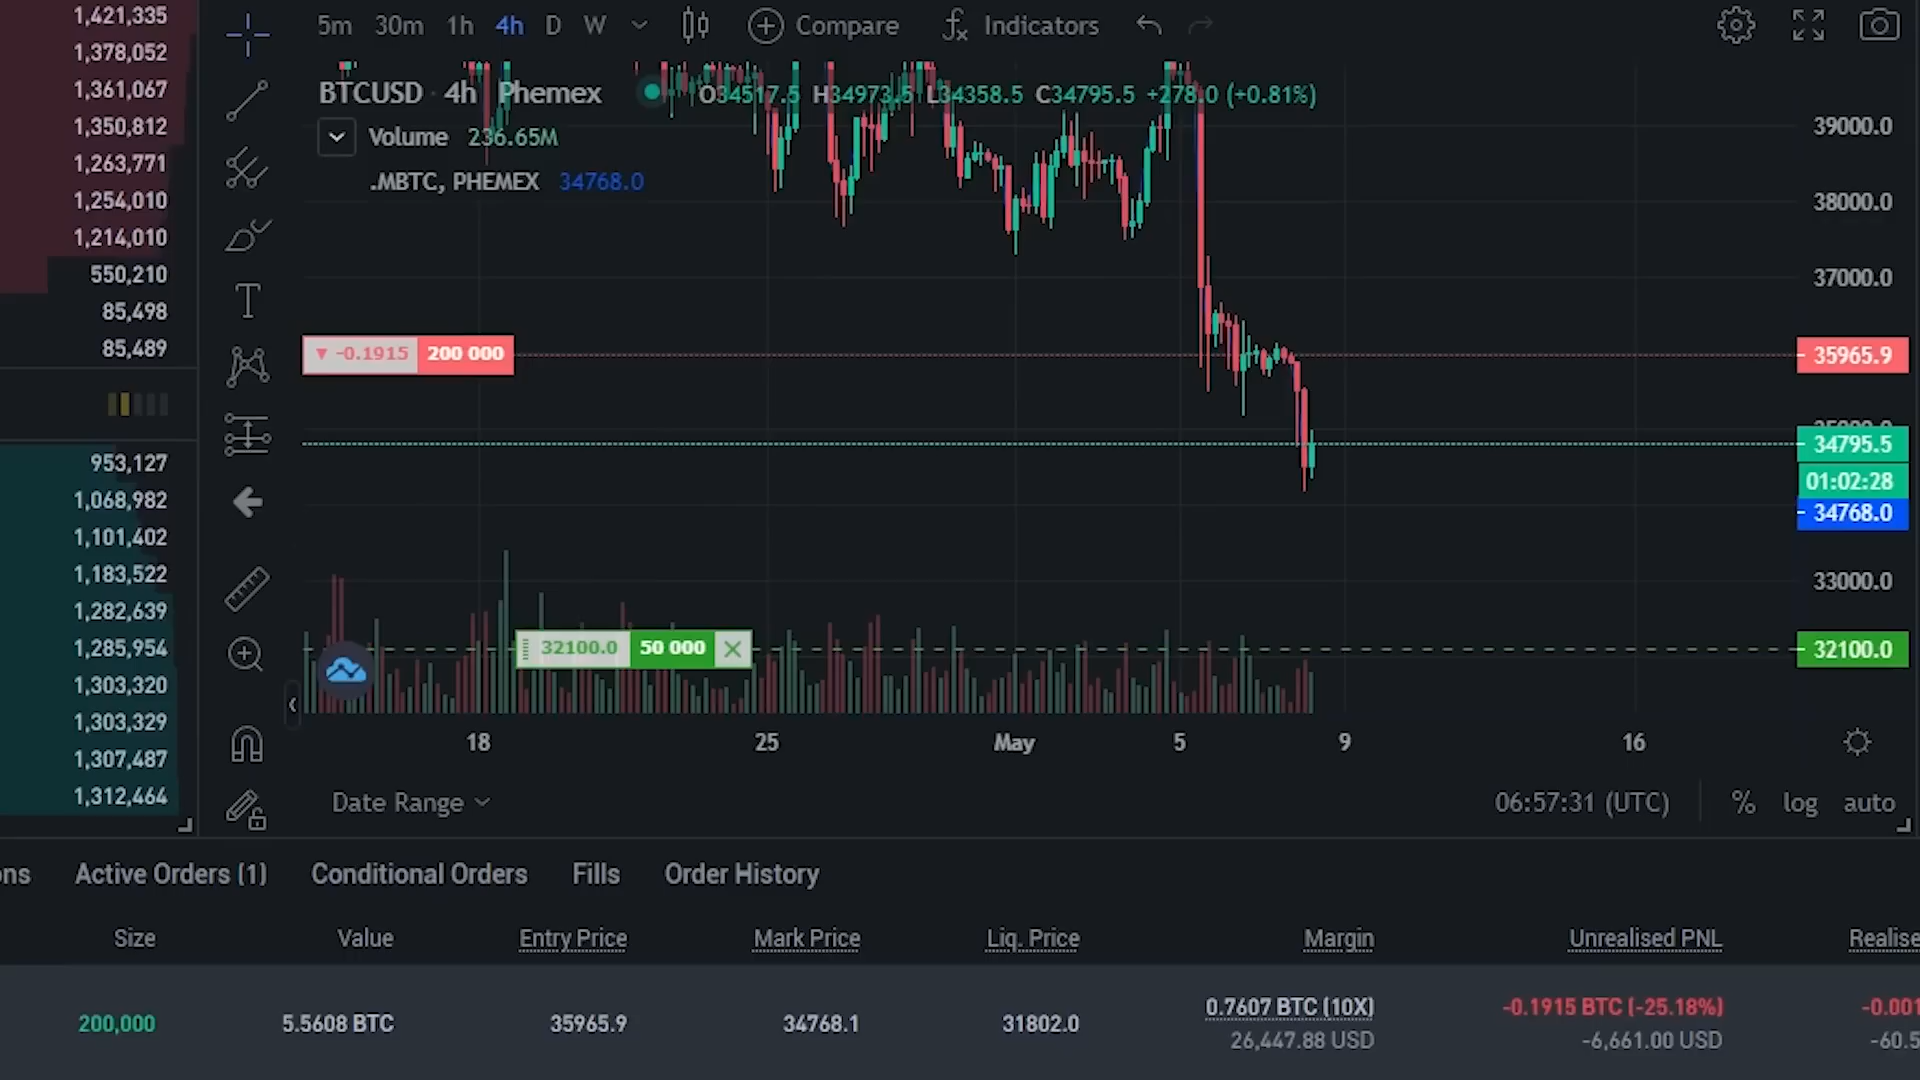 1,421,335
1,378,052
1,361,067
1,350,812
1,263,771
1,254,010
1,214,010
550,210
85,498
85,489
953,127
1,068,982
1,101,402
1,183,522
1,282,639
1,285,954
1,303,320
1,303,329
1,307,487
1,312,464
5m 30m 1h 4h D W Compare Indicators
BTCUSD · 4h Phemex O34517.5 H34973.5 L34358.5 C34795.5 +278.0 (+0.81%)
Volume 236.65M
.MBTC, PHEMEX 34768.0
39000.0
38000.0
37000.0
-0.1915 200 000
35965.9
34795.5
01:02:28
34768.0
33000.0
32100.0 50 000
32100.0
18 25 May 5 9 16
Date Range 06:57:31 (UTC) % log auto
ns Active Orders (1) Conditional Orders Fills Order History
Size Value Entry Price Mark Price Liq. Price Margin Unrealised PNL Realise
200,000 5.5608 BTC 35965.9 34768.1 31802.0 0.7607 BTC (10X) -0.1915 BTC (-25.18%) -0.001
26,447.88 USD -6,661.00 USD -60.5